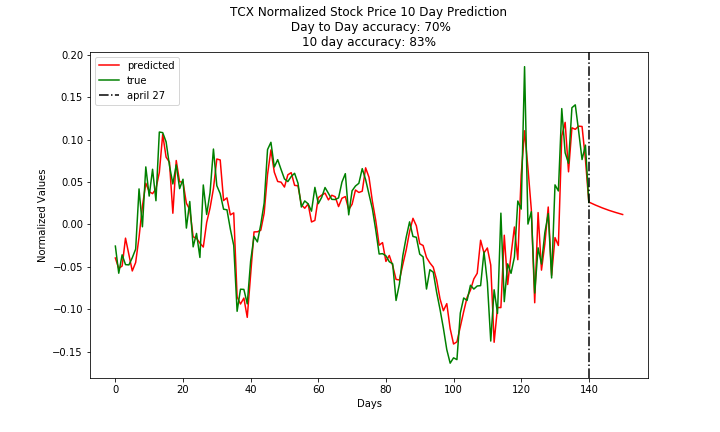 TCX Normalized Stock Price 10 Day Prediction
Day to Day accuracy: 70%
10 day accuracy: 83%
predicted
true
april 27
Normalized Values
0.20
0.15
0.10
0.05
0.00
−0.05
−0.10
−0.15
0 20 40 60 80 100 120 140
Days